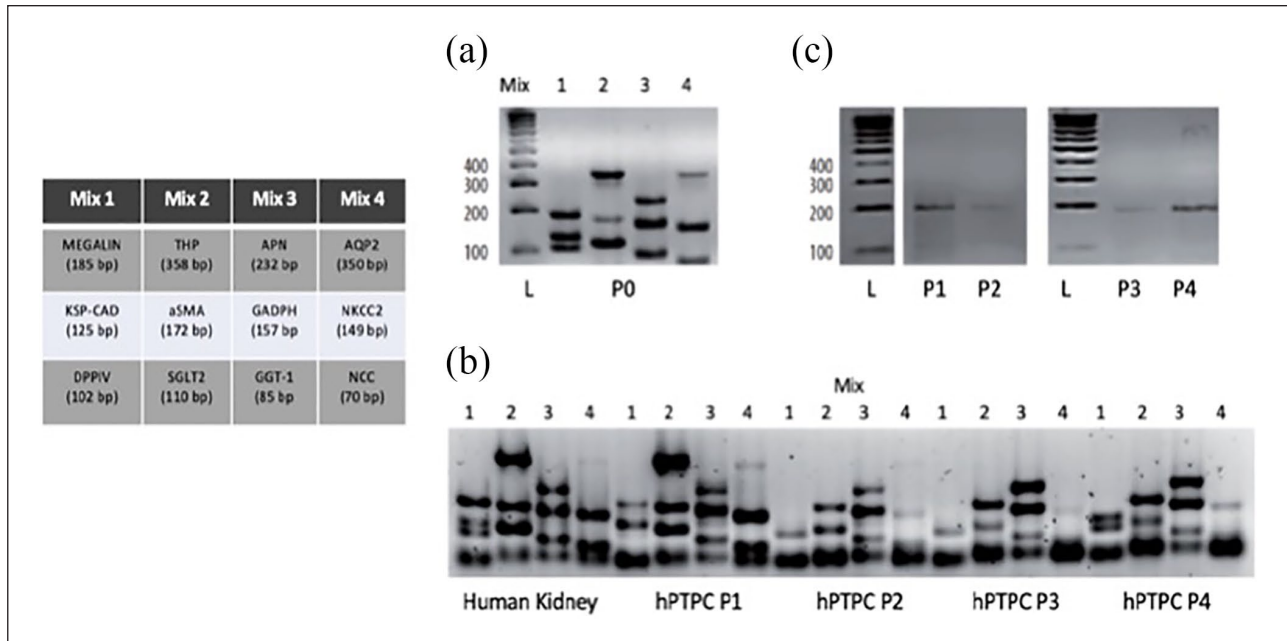 Mix 1 Mix 2 Mix 3 Mix 4
MEGALIN THP APN AQP2
(185 bp) (358 bp) (232 bp (350 bp)
KSP-CAD aSMA GADPH NKCC2
(125 bp) (172 bp) (157 bp (149 bp)
DPPIV SGLT2 GGT-1 NCC
(102 bp) (110 bp) (85 bp (70 bp)
(a)
Mix 1 2 3 4
400
300
200
100
L P0
(c)
400
300
200
100
L P1 P2 L P3 P4
(b)
Mix
1 2 3 4 1 2 3 4 1 2 3 4 1 2 3 4 1 2 3 4
Human Kidney hPTPC P1 hPTPC P2 hPTPC P3 hPTPC P4